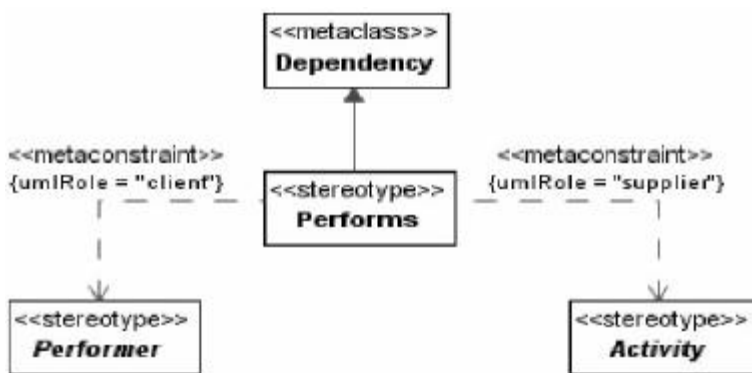 <<metaclass>>
Dependency
<<metaconstraint>>
{umlRole = "client"}
<<metaconstraint>>
{umlRole = "supplier"}
<<stereotype>>
Performs
<<stereotype>>
Performer
<<stereotype>>
Activity